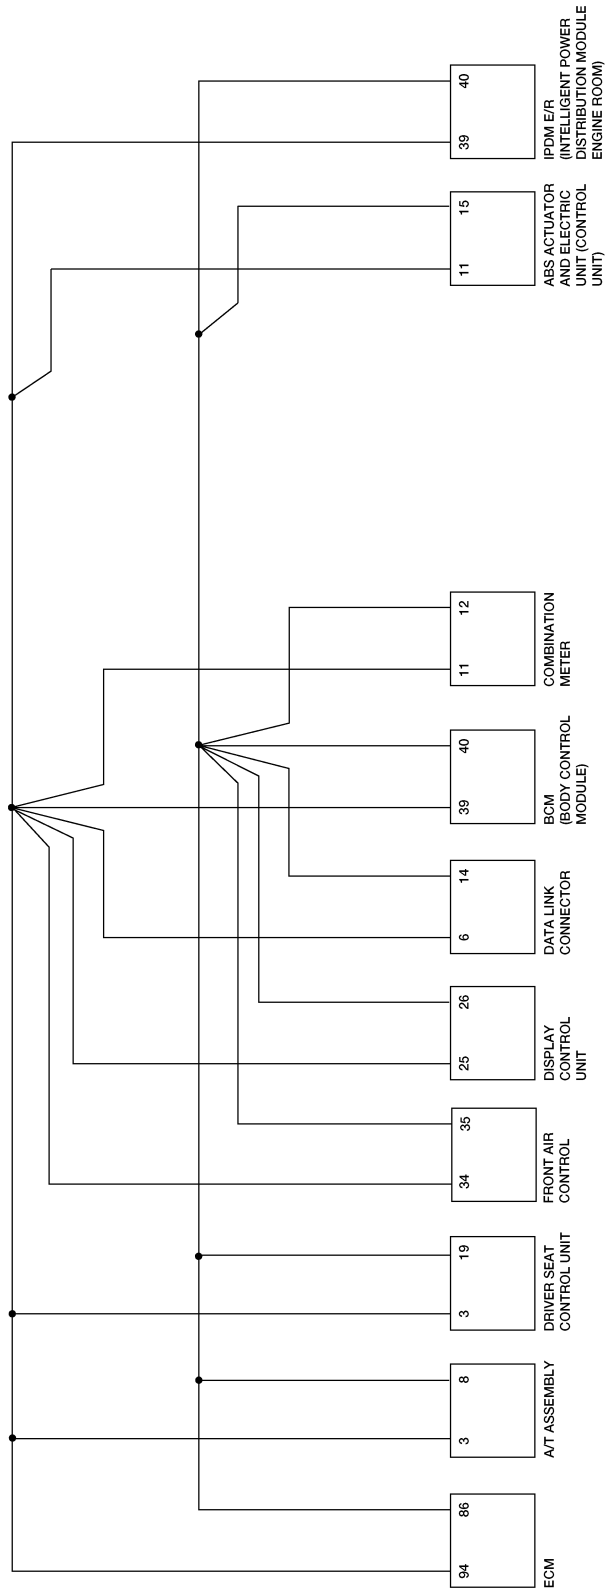 94
86
ECM
3
8
A/T ASSEMBLY
3
19
DRIVER SEAT
CONTROL UNIT
34
35
FRONT AIR
CONTROL
25
26
DISPLAY
CONTROL
UNIT
6
14
DATA LINK
CONNECTOR
39
40
BCM
(BODY CONTROL
MODULE)
11
12
COMBINATION
METER
11
15
ABS ACTUATOR
AND ELECTRIC
UNIT (CONTROL
UNIT)
39
40
IPDM E/R
(INTELLIGENT POWER
DISTRIBUTION MODULE
ENGINE ROOM)